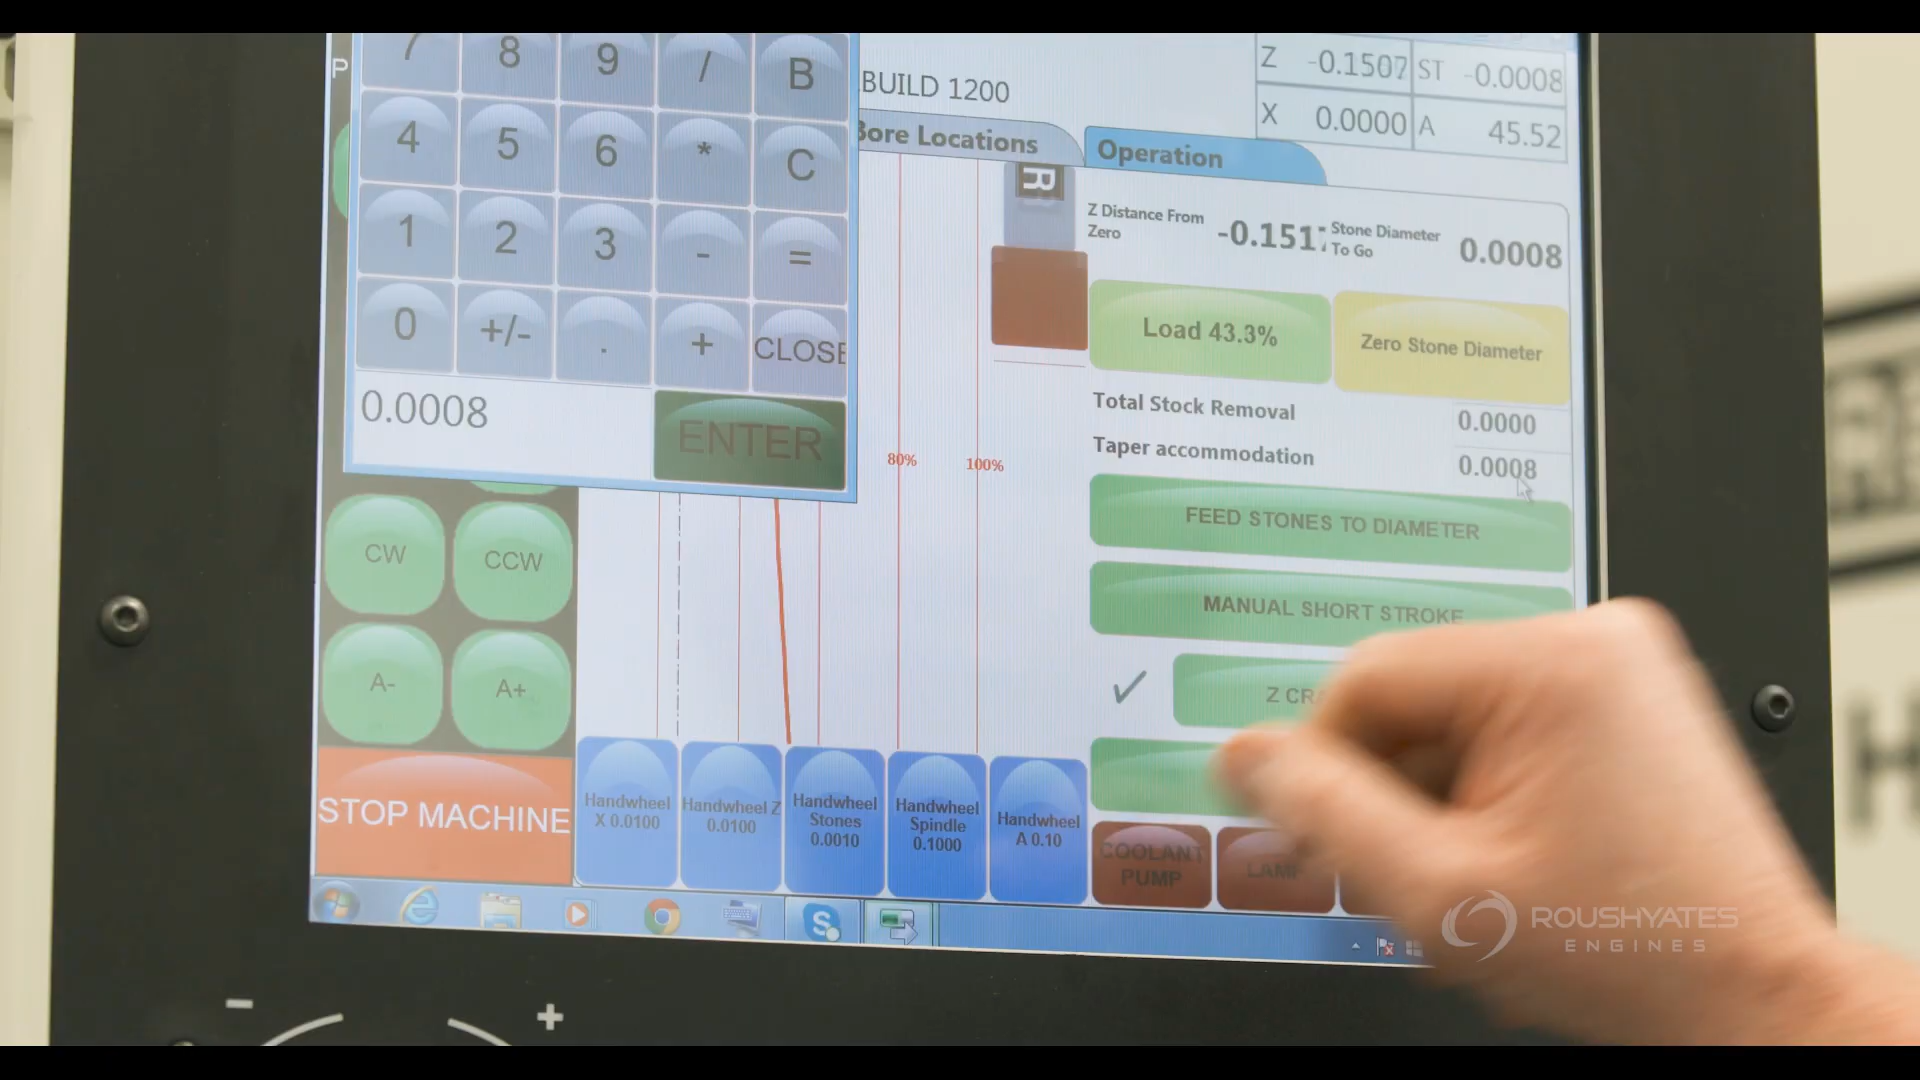 P
7 8 9 / B
4 5 6 * C
1 2 3 - =
0 +/- . + CLOSE
0.0008 ENTER
BUILD 1200
Z -0.1507 ST -0.0008
X 0.0000 A 45.52
Bore Locations
Operation
R
Z Distance From
Zero
-0.151
Stone Diameter
To Go
0.0008
Load 43.3%
Zero Stone Diameter
Total Stock Removal 0.0000
Taper accommodation 0.0008
80% 100%
FEED STONES TO DIAMETER
MANUAL SHORT STROKE
✓ Z CRA
CW CCW
A- A+
STOP MACHINE
Handwheel
X 0.0100
Handwheel Z
0.0100
Handwheel
Stones
0.0010
Handwheel
Spindle
0.1000
Handwheel
A 0.10
COOLANT
PUMP
LAMP
- +
ROUSHYATES
ENGINES